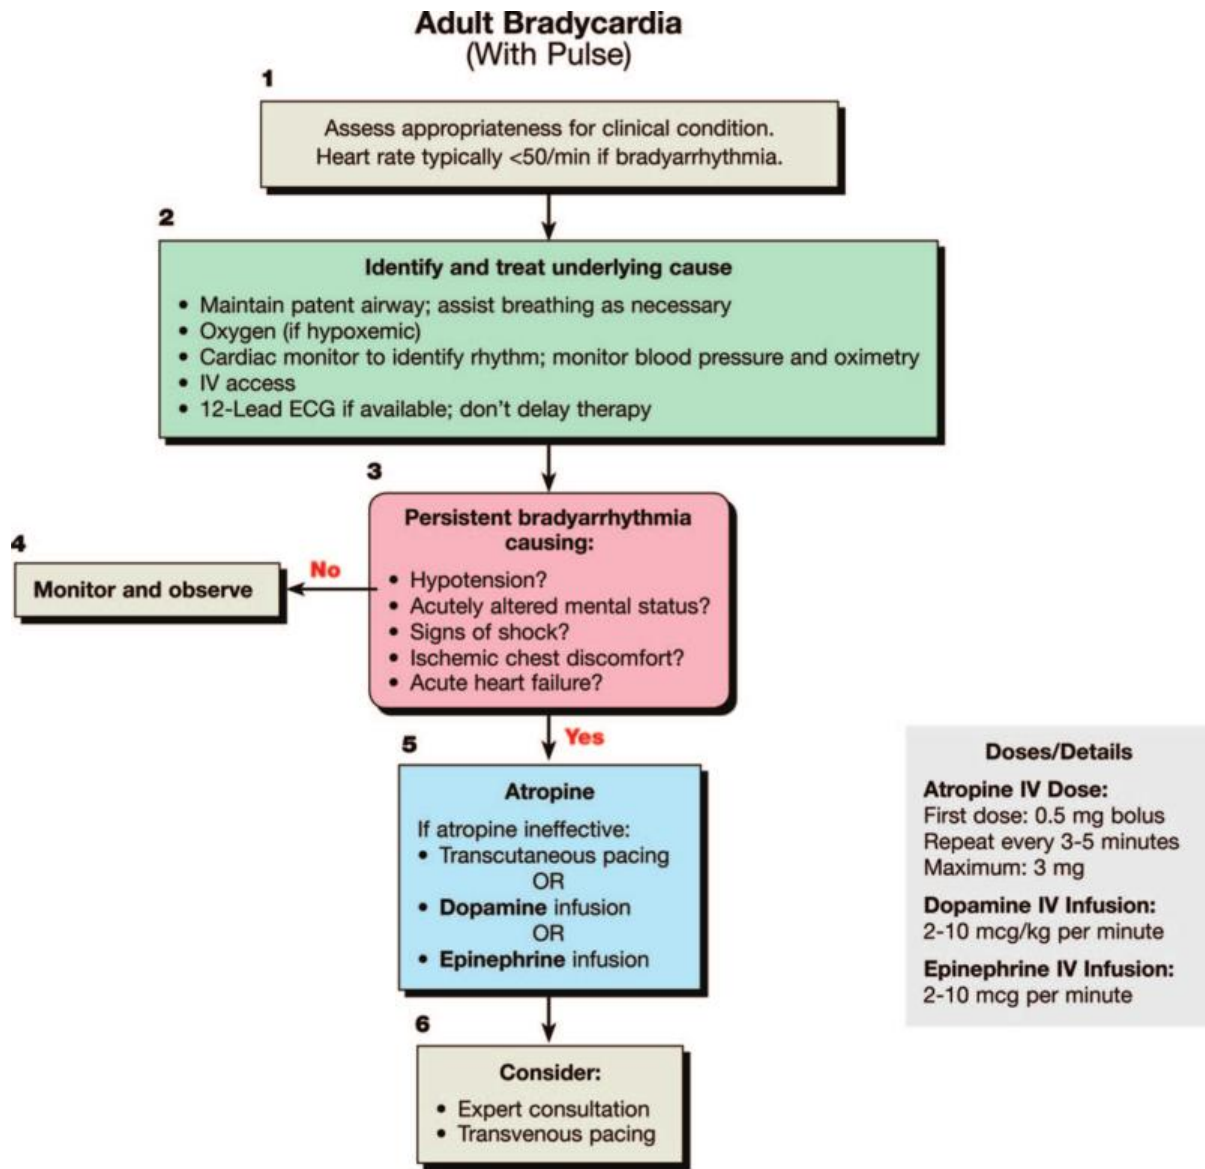 Adult Bradycardia
(With Pulse)
1
Assess appropriateness for clinical condition.
Heart rate typically <50/min if bradyarrhythmia.
2
Identify and treat underlying cause
• Maintain patent airway; assist breathing as necessary
• Oxygen (if hypoxemic)
• Cardiac monitor to identify rhythm; monitor blood pressure and oximetry
• IV access
• 12-Lead ECG if available; don't delay therapy
3
Persistent bradyarrhythmia
causing:
• Hypotension?
• Acutely altered mental status?
• Signs of shock?
• Ischemic chest discomfort?
• Acute heart failure?
No
4
Monitor and observe
Yes
5
Atropine
If atropine ineffective:
• Transcutaneous pacing
OR
• Dopamine infusion
OR
• Epinephrine infusion
6
Consider:
• Expert consultation
• Transvenous pacing
Doses/Details
Atropine IV Dose:
First dose: 0.5 mg bolus
Repeat every 3-5 minutes
Maximum: 3 mg
Dopamine IV Infusion:
2-10 mcg/kg per minute
Epinephrine IV Infusion:
2-10 mcg per minute